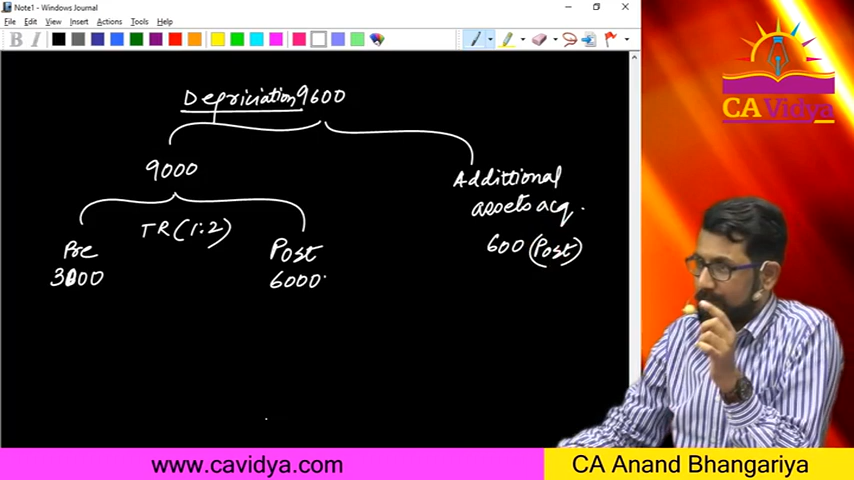 Note1 - Windows Journal
File Edit View Insert Actions Tools Help
B I
CA Vidya
Depriciation 9600
9000
Addittional
assets acq.
600 (Post)
TR (1:2)
Pre
3000
Post
6000
www.cavidya.com
CA Anand Bhangariya